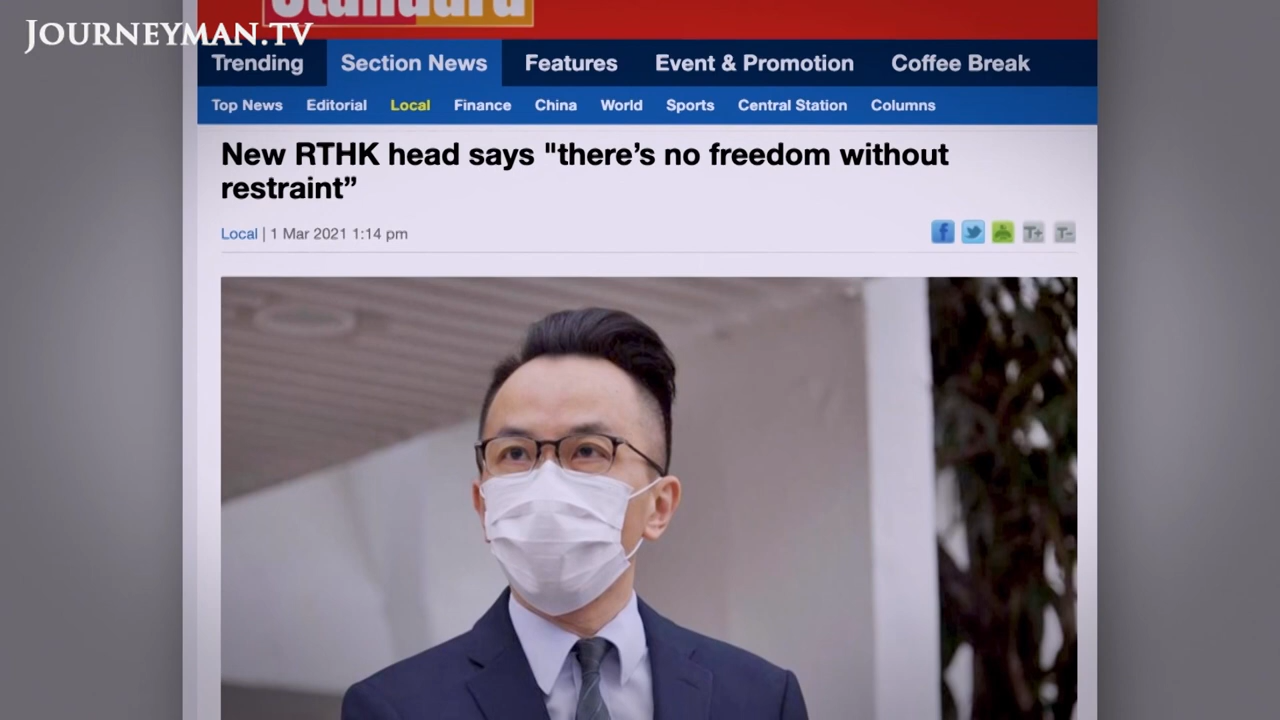 JOURNEYMAN.TV
Standard
Trending Section News Features Event & Promotion Coffee Break
Top News Editorial Local Finance China World Sports Central Station Columns
New RTHK head says "there’s no freedom without
restraint”
Local | 1 Mar 2021 1:14 pm
f T+ T-